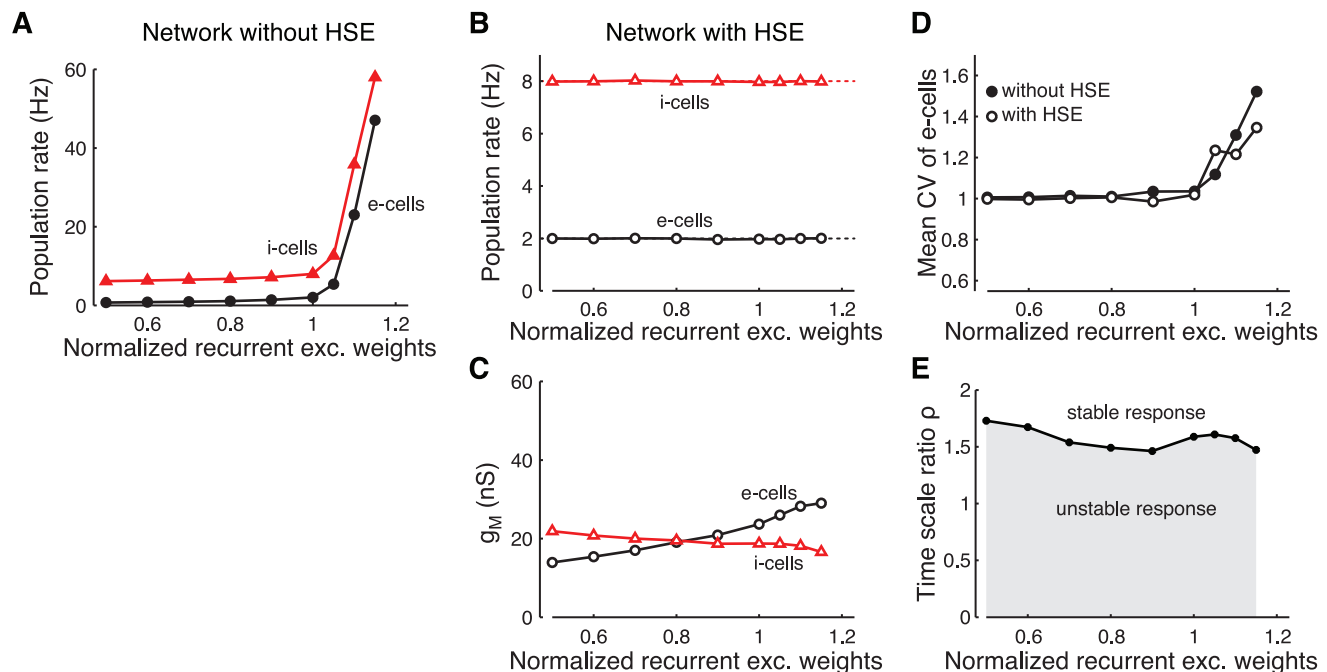 A
Network without HSE
Population rate (Hz)
60
40
20
0
i-cells
e-cells
0.6 0.8 1 1.2
Normalized recurrent exc. weights
B
Network with HSE
Population rate (Hz)
8
6
4
2
0
i-cells
e-cells
0.6 0.8 1 1.2
Normalized recurrent exc. weights
C
g_M (nS)
60
40
20
0
e-cells
i-cells
0.6 0.8 1 1.2
Normalized recurrent exc. weights
D
Mean CV of e-cells
1.6
1.4
1.2
1.0
0.8
0.6
without HSE
with HSE
0.6 0.8 1 1.2
Normalized recurrent exc. weights
E
Time scale ratio ρ
2
1.5
1
0.5
0
stable response
unstable response
0.6 0.8 1 1.2
Normalized recurrent exc. weights